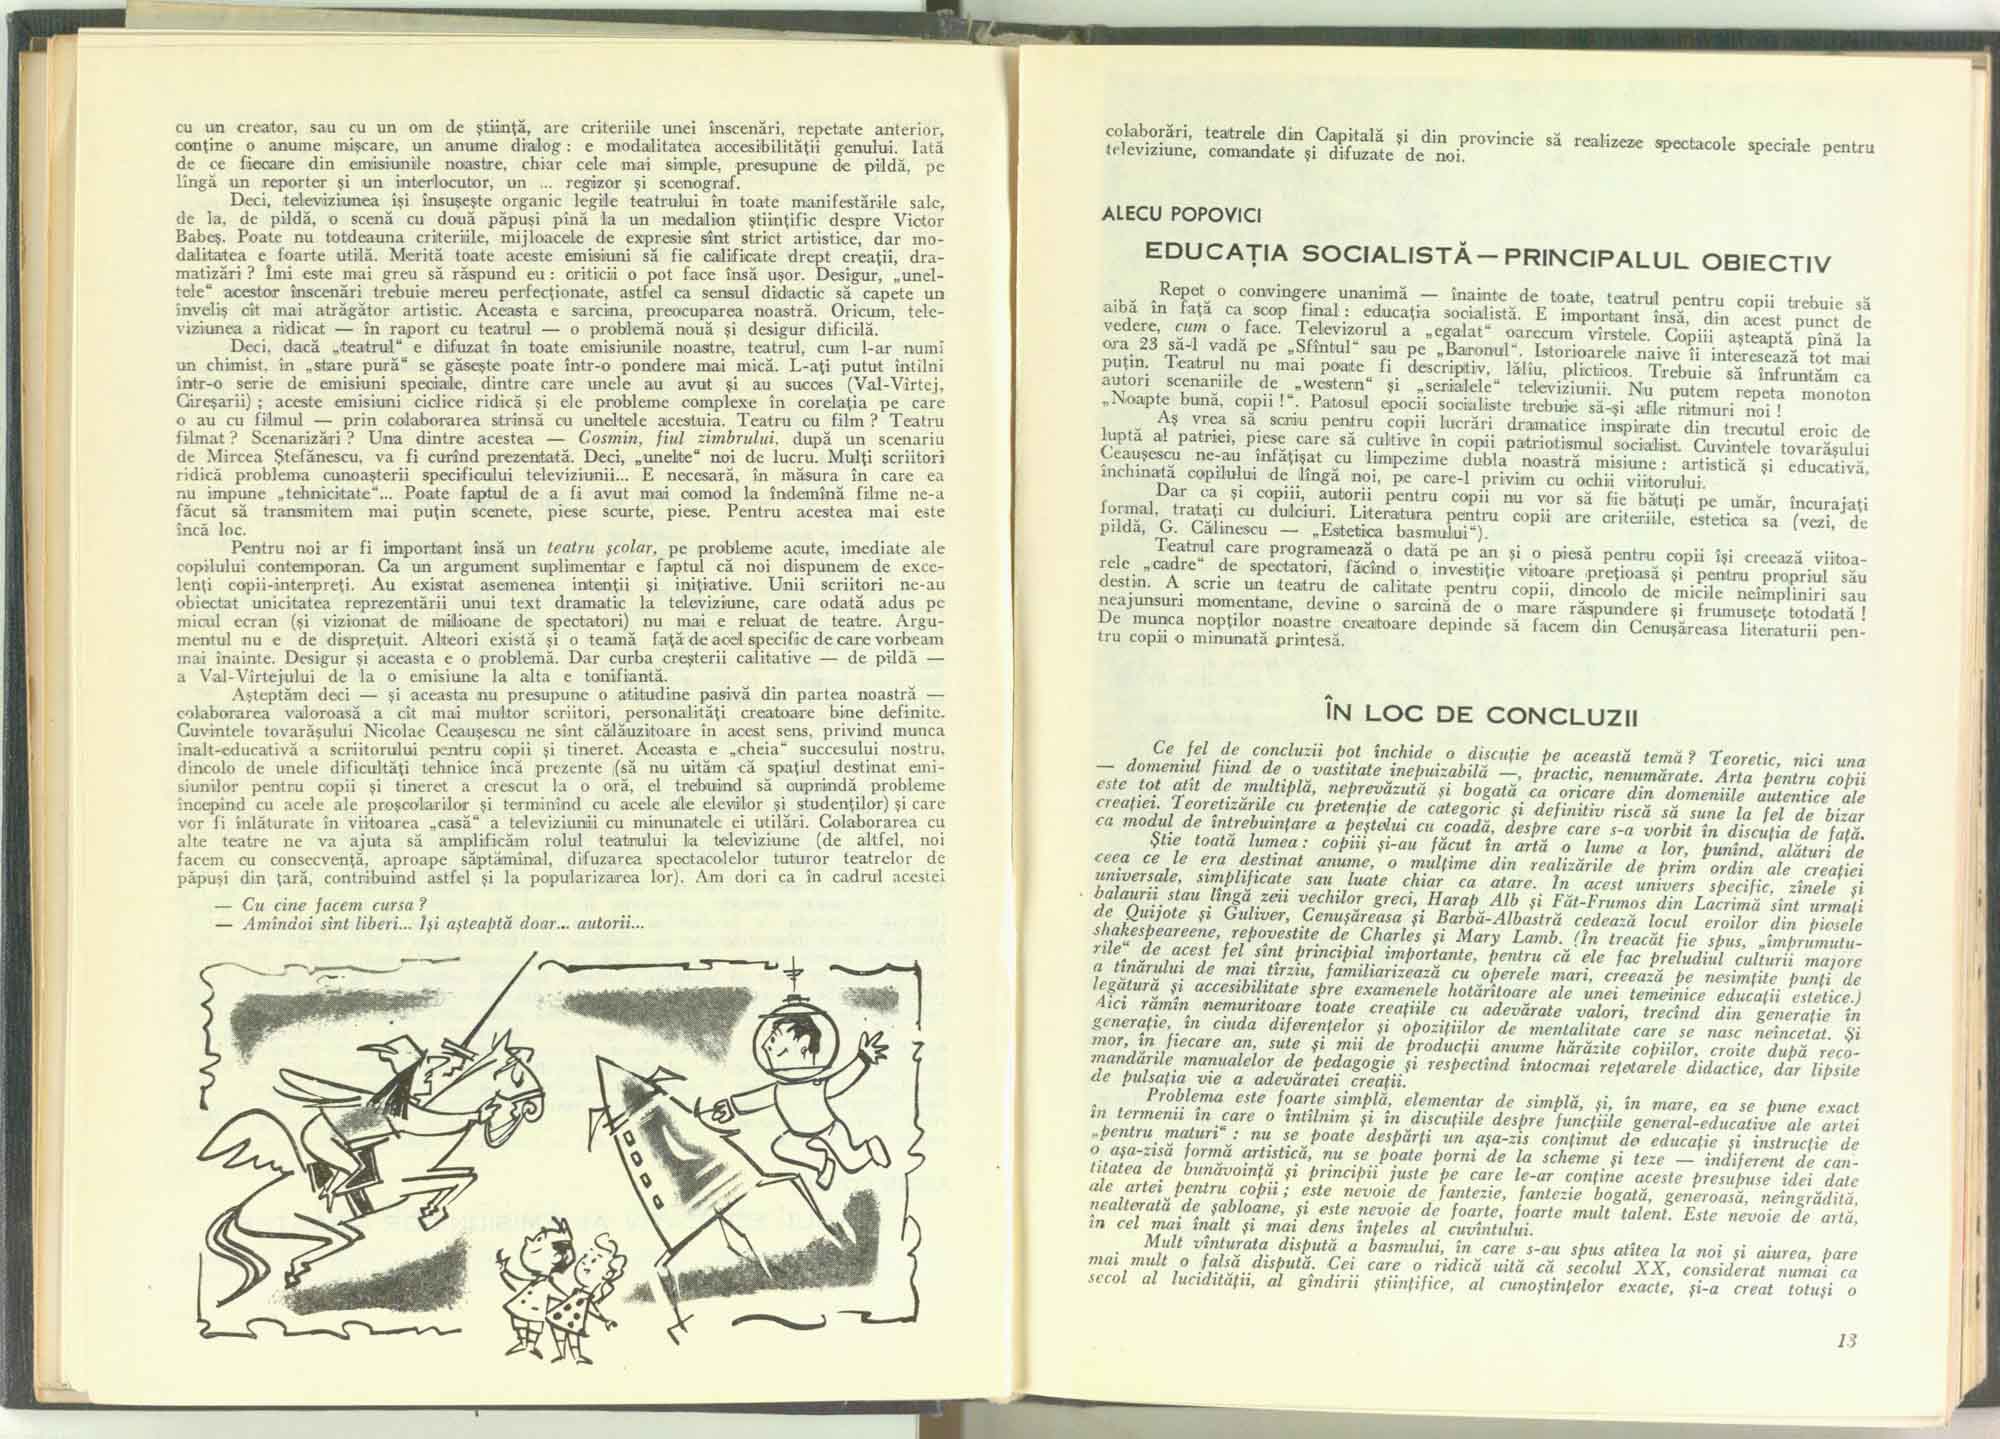 cu un creator, sau cu un om de știință, are criteriile unei înscenări, repetate anterior,
conține o anume mișcare, un anume dialog : e modalitatea accesibilității genului. Iată
de ce fiecare din emisiunile noastre, chiar cele mai simple, presupune de pildă, pe
lîngă un reporter și un interlocutor, un ... regizor și scenograf.
Deci, televiziunea își însușește organic legile teatrului în toate manifestările sale,
de la, de pildă, o scenă cu două păpuși pînă la un medalion științific despre Victor
Babeș. Poate nu totdeauna criteriile, mijloacele de expresie sînt strict artistice, dar mo-
dalitatea e foarte utilă. Merită toate aceste emisiuni să fie calificate drept creații, dra-
matizări ? Îmi este mai greu să răspund eu : criticii o pot face însă ușor. Desigur, „unel-
tele“ acestor înscenări trebuie mereu perfecționate, astfel ca sensul didactic să capete un
înveliș cît mai atrăgător artistic. Aceasta e sarcina, preocuparea noastră. Oricum, tele-
viziunea a ridicat — în raport cu teatrul — o problemă nouă și desigur dificilă.
Deci, dacă „teatrul“ e difuzat în toate emisiunile noastre, teatrul, cum l-ar numi
un chimist, în „stare pură“ se găsește poate într-o pondere mai mică. L-ați putut întîlni
într-o serie de emisiuni speciale, dintre care unele au avut și au succes (Val-Vîrtej,
Cireșarii) ; aceste emisiuni ciclice ridică și ele probleme complexe în corelația pe care
o au cu filmul — prin colaborarea strînsă cu uneltele acestuia. Teatru cu film ? Teatru
filmat ? Scenarizări ? Una dintre acestea — Cosmin, fiul zimbrului, după un scenariu
de Mircea Ștefănescu, va fi curînd prezentată. Deci, „unelte“ noi de lucru. Mulți scriitori
ridică problema cunoașterii specificului televiziunii... E necesară, în măsura în care ea
nu impune „tehnicitate“... Poate faptul de a fi avut mai comod la îndemînă filme ne-a
făcut să transmitem mai puțin scenete, piese scurte, piese. Pentru acestea mai este
încă loc.
Pentru noi ar fi important însă un teatru școlar, pe probleme acute, imediate ale
copilului contemporan. Ca un argument suplimentar e faptul că noi dispunem de exce-
lenți copii-interpreți. Au existat asemenea intenții și inițiative. Unii scriitori ne-au
obiectat unicitatea reprezentării unui text dramatic la televiziune, care odată adus pe
micul ecran (și vizionat de milioane de spectatori) nu mai e reluat de teatre. Argu-
mentul nu e de disprețuit. Alteori există și o teamă față de acel specific de care vorbeam
mai înainte. Desigur și aceasta e o problemă. Dar curba creșterii calitative — de pildă —
a Val-Vîrtejului de la o emisiune la alta e tonifiantă.
Așteptăm deci — și aceasta nu presupune o atitudine pasivă din partea noastră —
colaborarea valoroasă a cît mai multor scriitori, personalități creatoare bine definite.
Cuvintele tovarășului Nicolae Ceaușescu ne sînt călăuzitoare în acest sens, privind munca
înalt-educativă a scriitorului pentru copii și tineret. Aceasta e „cheia“ succesului nostru,
dincolo de unele dificultăți tehnice încă prezente (să nu uităm că spațiul destinat emi-
siunilor pentru copii și tineret a crescut la o oră, el trebuind să cuprindă probleme
începînd cu acele ale proșcolarilor și terminînd cu acele ale elevilor și studenților) și care
vor fi înlăturate în viitoarea „casă“ a televiziunii cu minunatele ei utilări. Colaborarea cu
alte teatre ne va ajuta să amplificăm rolul teatrului la televiziune (de altfel, noi
facem cu consecvență, aproape săptămînal, difuzarea spectacolelor tuturor teatrelor de
păpuși din țară, contribuind astfel și la popularizarea lor). Am dori ca în cadrul acestei
— Cu cine facem cursa ?
— Amîndoi sînt liberi... Își așteaptă doar... autorii...
colaborări, teatrele din Capitală și din provincie să realizeze spectacole speciale pentru
televiziune, comandate și difuzate de noi.
ALECU POPOVICI
EDUCAȚIA SOCIALISTĂ — PRINCIPALUL OBIECTIV
Repet o convingere unanimă — înainte de toate, teatrul pentru copii trebuie să
aibă în față ca scop final : educația socialistă. E important însă, din acest punct de
vedere, cum o face. Televizorul a „egalat“ oarecum vîrstele. Copiii așteaptă pînă la
ora 23 să-l vadă pe „Sfîntul“ sau pe „Baronul“. Istorioarele naive îi interesează tot mai
puțin. Teatrul nu mai poate fi descriptiv, lălîu, plicticos. Trebuie să înfruntăm ca
autori scenariile de „western“ și „serialele“ televiziunii. Nu putem repeta monoton
„Noapte bună, copii !“. Patosul epocii socialiste trebuie să-și afle ritmuri noi !
Aș vrea să scriu pentru copii lucrări dramatice inspirate din trecutul eroic de
luptă al patriei, piese care să cultive în copii patriotismul socialist. Cuvintele tovarășului
Ceaușescu ne-au înfățișat cu limpezime dubla noastră misiune : artistică și educativă,
închinată copilului de lîngă noi, pe care-l privim cu ochii viitorului.
Dar ca și copiii, autorii pentru copii nu vor să fie bătuți pe umăr, încurajați
formal, tratați cu dulciuri. Literatura pentru copii are criteriile, estetica sa (vezi, de
pildă, G. Călinescu — „Estetica basmului“).
Teatrul care programează o dată pe an și o piesă pentru copii își creează viitoa-
rele „cadre“ de spectatori, făcînd o investiție viitoare prețioasă și pentru propriul său
destin. A scrie un teatru de calitate pentru copii, dincolo de micile neîmpliniri sau
neajunsuri momentane, devine o sarcină de o mare răspundere și frumusețe totodată !
De munca nopților noastre creatoare depinde să facem din Cenușăreasa literaturii pen-
tru copii o minunată prințesă.
ÎN LOC DE CONCLUZII
Ce fel de concluzii pot închide o discuție pe această temă ? Teoretic, nici una
— domeniul fiind de o vastitate inepuizabilă —, practic, nenumărate. Arta pentru copii
este tot atît de multiplă, neprevăzută și bogată ca oricare din domeniile autentice ale
creației. Teoretizările cu pretenție de categoric și definitiv riscă să sune la fel de bizar
ca modul de întrebuințare a peștelui cu coadă, despre care s-a vorbit în discuția de față.
Știe toată lumea : copiii și-au făcut în artă o lume a lor, punînd, alături de
ceea ce le era destinat anume, o mulțime din realizările de prim ordin ale creației
universale, simplificate sau luate chiar ca atare. În acest univers specific, zînele și
balaurii stau lîngă zeii vechilor greci, Harap Alb și Făt-Frumos din Lacrimă sînt urmați
de Quijote și Guliver, Cenușăreasa și Barbă-Albastră cedează locul eroilor din piesele
shakespeareene, repovestite de Charles și Mary Lamb. (În treacăt fie spus, „împrumutu-
rile“ de acest fel sînt principial importante, pentru că ele fac preludiul culturii majore
a tînărului de mai tîrziu, familiarizează cu operele mari, creează pe nesimțite punți de
legătură și accesibilitate spre examenele hotărîtoare ale unei temeinice educații estetice.)
Aici rămîn nemuritoare toate creațiile cu adevărate valori, trecînd din generație în
generație, în ciuda diferențelor și opozițiilor de mentalitate care se nasc neîncetat. Și
mor, în fiecare an, sute și mii de producții anume hărăzite copiilor, croite după reco-
mandările manualelor de pedagogie și respectînd întocmai rețetarele didactice, dar lipsite
de pulsația vie a adevăratei creații.
Problema este foarte simplă, elementar de simplă, și, în mare, ea se pune exact
în termenii în care o întîlnim și în discuțiile despre funcțiile general-educative ale artei
„pentru maturi“ : nu se poate despărți un așa-zis conținut de educație și instrucție de
o așa-zisă formă artistică, nu se poate porni de la scheme și teze — indiferent de can-
titatea de bunăvoință și principii juste pe care le-ar conține aceste presupuse idei date
ale artei pentru copii ; este nevoie de fantezie, fantezie bogată, generoasă, neîngrădită,
nealterată de șabloane, și este nevoie de foarte, foarte mult talent. Este nevoie de artă,
în cel mai înalt și mai dens înțeles al cuvîntului.
Mult vînturata dispută a basmului, în care s-au spus atîtea la noi și aiurea, pare
mai mult o falsă dispută. Cei care o ridică uită că secolul XX, considerat numai ca
secol al lucidității, al gîndirii științifice, al cunoștințelor exacte, și-a creat totuși o
13